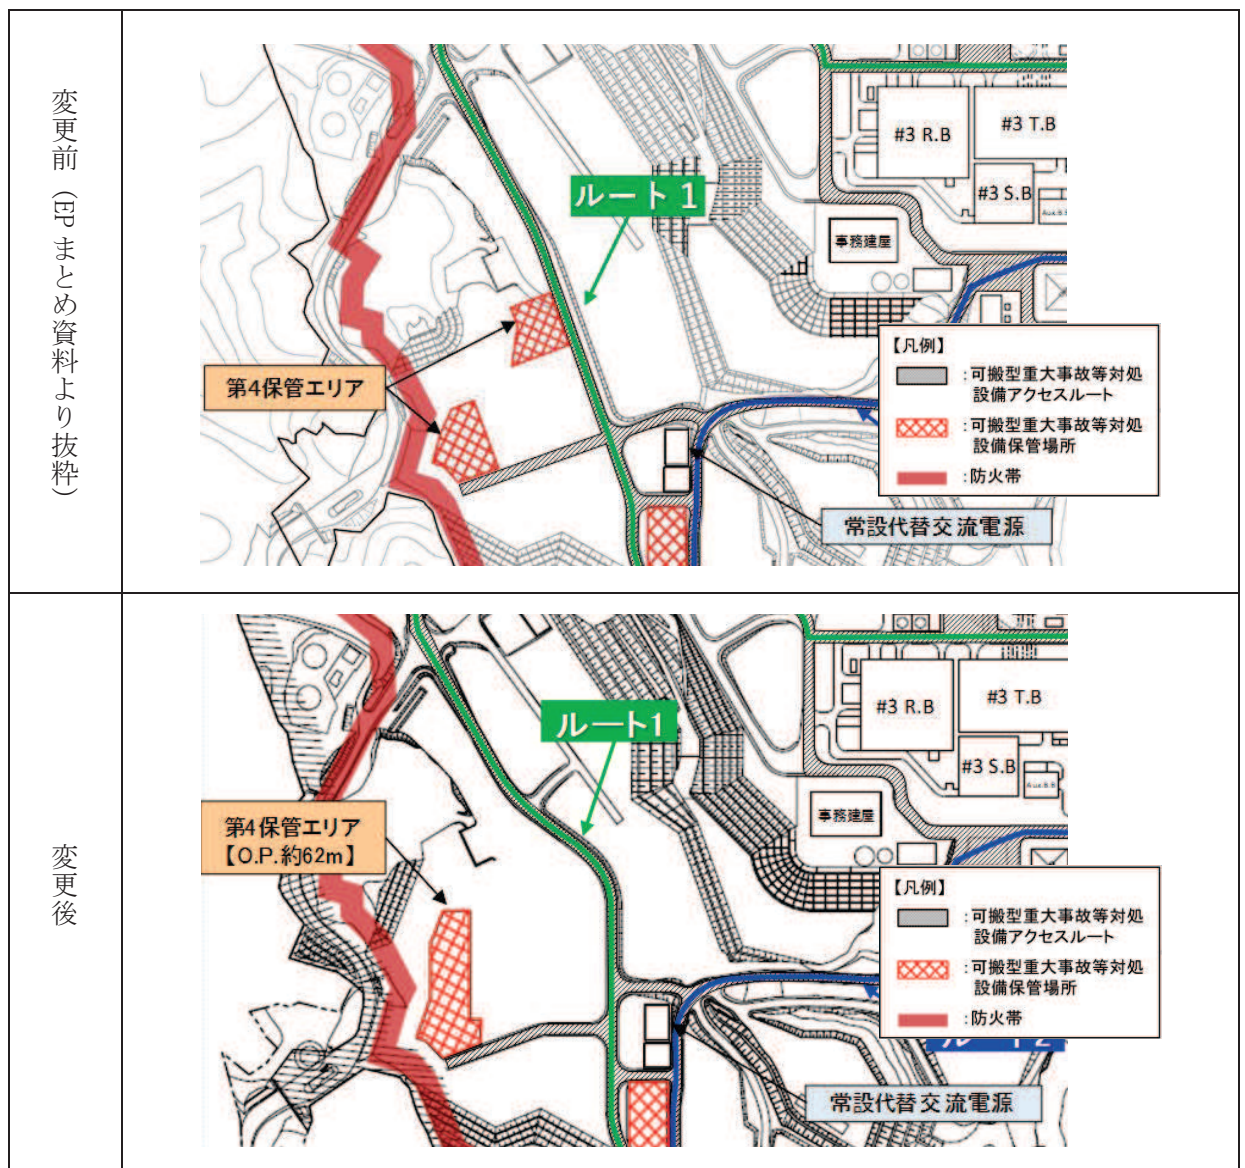 変更前（EPまとめ資料より抜粋）
#3 R.B
#3 T.B
#3 S.B
Aux.B.B
ルート1
事務建屋
第4保管エリア
【凡例】
：可搬型重大事故等対処
設備アクセスルート
：可搬型重大事故等対処
設備保管場所
：防火帯
常設代替交流電源
変更後
#3 R.B
#3 T.B
#3 S.B
Aux.B.B
ルート1
事務建屋
第4保管エリア
【O.P.約62m】
【凡例】
：可搬型重大事故等対処
設備アクセスルート
：可搬型重大事故等対処
設備保管場所
：防火帯
常設代替交流電源